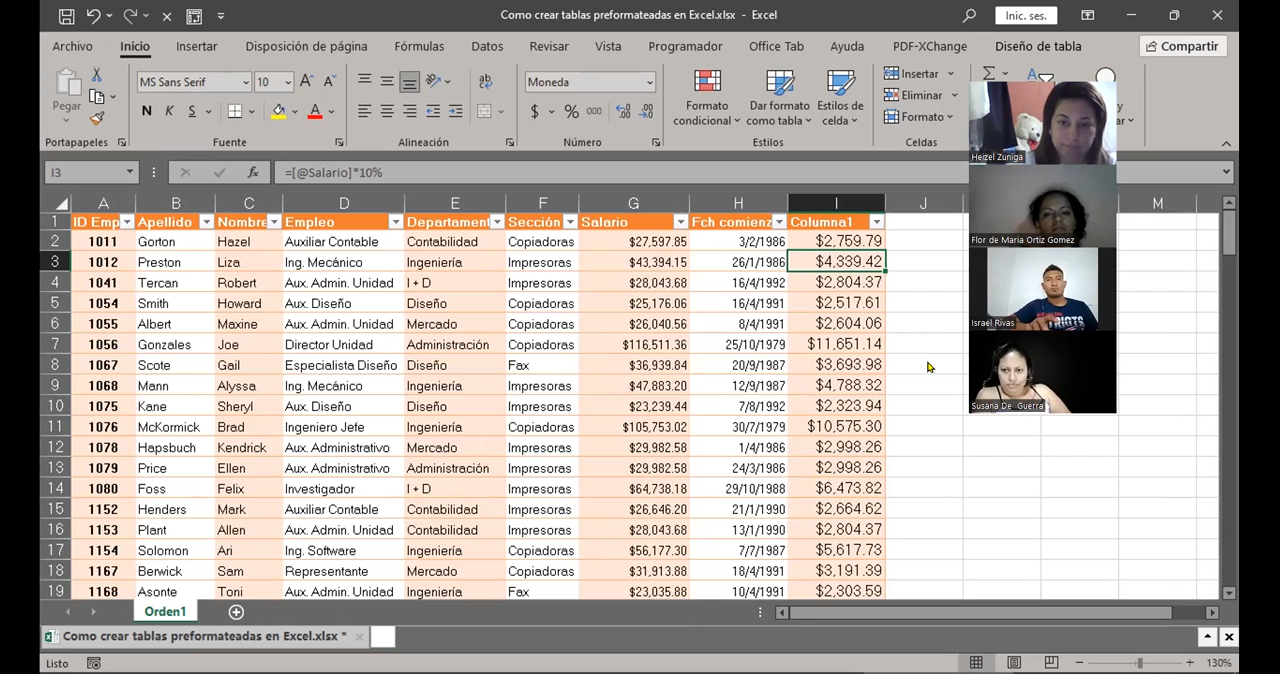 Como crear tablas preformateadas en Excel.xlsx - Excel
Inic. ses.
Archivo Inicio Insertar Disposición de página Fórmulas Datos Revisar Vista Programador Office Tab Ayuda PDF-XChange Diseño de tabla Compartir
Pegar
MS Sans Serif 10 A A
N K S A
ab
Moneda
$ % 000
Formato condicional
Dar formato como tabla
Estilos de celda
Insertar
Eliminar
Formato
Portapapeles Fuente Alineación Número Estilos Celdas
I3 fx =[@Salario]*10%
A B C D E F G H I J M
1 ID Emp Apellido Nombre Empleo Departament Sección Salario Fch comienz Columna1
2 1011 Gorton Hazel Auxiliar Contable Contabilidad Copiadoras $27,597.85 3/2/1986 $2,759.79
3 1012 Preston Liza Ing. Mecánico Ingeniería Impresoras $43,394.15 26/1/1986 $4,339.42
4 1041 Tercan Robert Aux. Admin. Unidad I + D Impresoras $28,043.68 16/4/1992 $2,804.37
5 1054 Smith Howard Aux. Diseño Diseño Impresoras $25,176.06 16/4/1991 $2,517.61
6 1055 Albert Maxine Aux. Admin. Unidad Mercado Copiadoras $26,040.56 8/4/1991 $2,604.06
7 1056 Gonzales Joe Director Unidad Administración Copiadoras $116,511.36 25/10/1979 $11,651.14
8 1067 Scote Gail Especialista Diseño Diseño Fax $36,939.84 20/9/1987 $3,693.98
9 1068 Mann Alyssa Ing. Mecánico Ingeniería Impresoras $47,883.20 12/9/1987 $4,788.32
10 1075 Kane Sheryl Aux. Diseño Diseño Impresoras $23,239.44 7/8/1992 $2,323.94
11 1076 McKormick Brad Ingeniero Jefe Ingeniería Impresoras $105,753.02 30/7/1979 $10,575.30
12 1078 Hapsbuch Kendrick Aux. Administrativo Mercado Impresoras $29,982.58 1/4/1986 $2,998.26
13 1079 Price Ellen Aux. Administrativo Administración Impresoras $29,982.58 24/3/1986 $2,998.26
14 1080 Foss Felix Investigador I + D Impresoras $64,738.18 29/10/1988 $6,473.82
15 1152 Henders Mark Auxiliar Contable Contabilidad Impresoras $26,646.20 21/1/1990 $2,664.62
16 1153 Plant Allen Aux. Admin. Unidad Contabilidad Impresoras $28,043.68 13/1/1990 $2,804.37
17 1154 Solomon Ari Ing. Software Ingeniería Copiadoras $56,177.30 7/7/1987 $5,617.73
18 1167 Berwick Sam Representante Mercado Copiadoras $31,913.88 18/4/1991 $3,191.39
19 1168 Asonte Toni Aux. Admin. Unidad Ingeniería Fax $23,035.88 10/4/1991 $2,303.59
Heizel Zuniga
Flor de Maria Ortiz Gomez
Israel Rivas
Susana De Guerra
Orden1
Como crear tablas preformateadas en Excel.xlsx *
Listo 130%